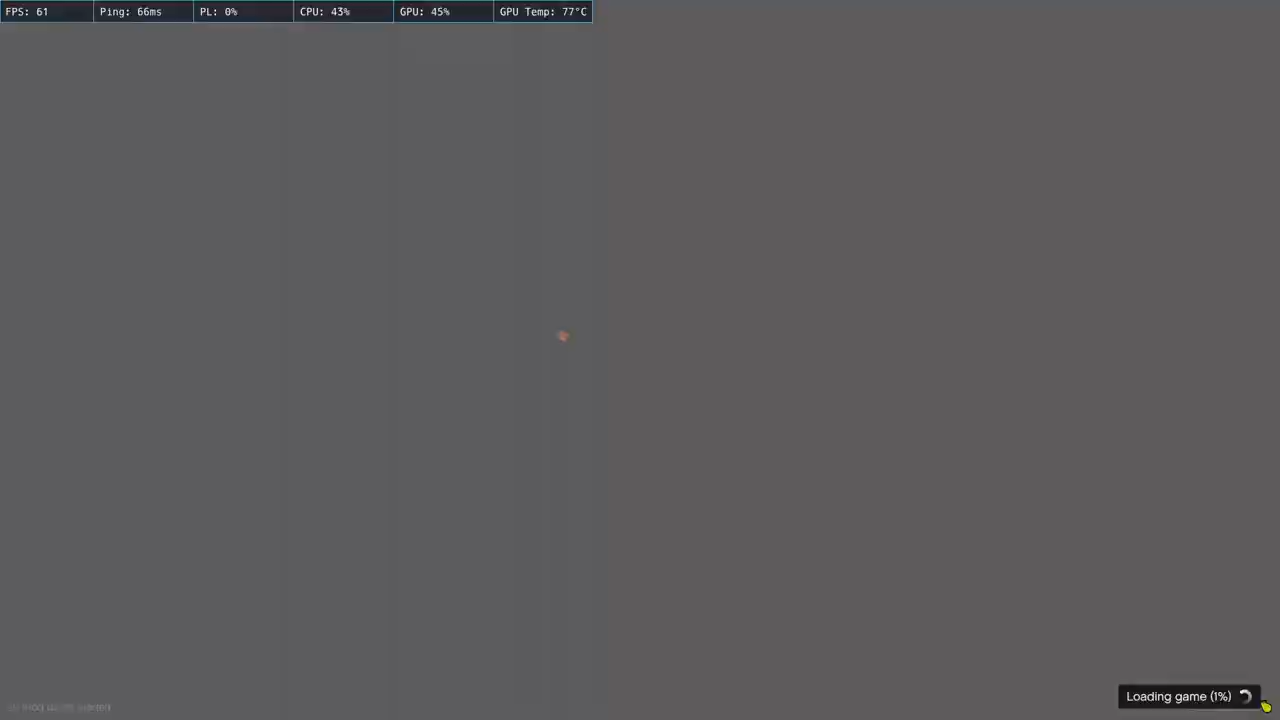 FPS: 61 Ping: 66ms PL: 0% CPU: 43% GPU: 45% GPU Temp: 77°C
Loading game (1%)